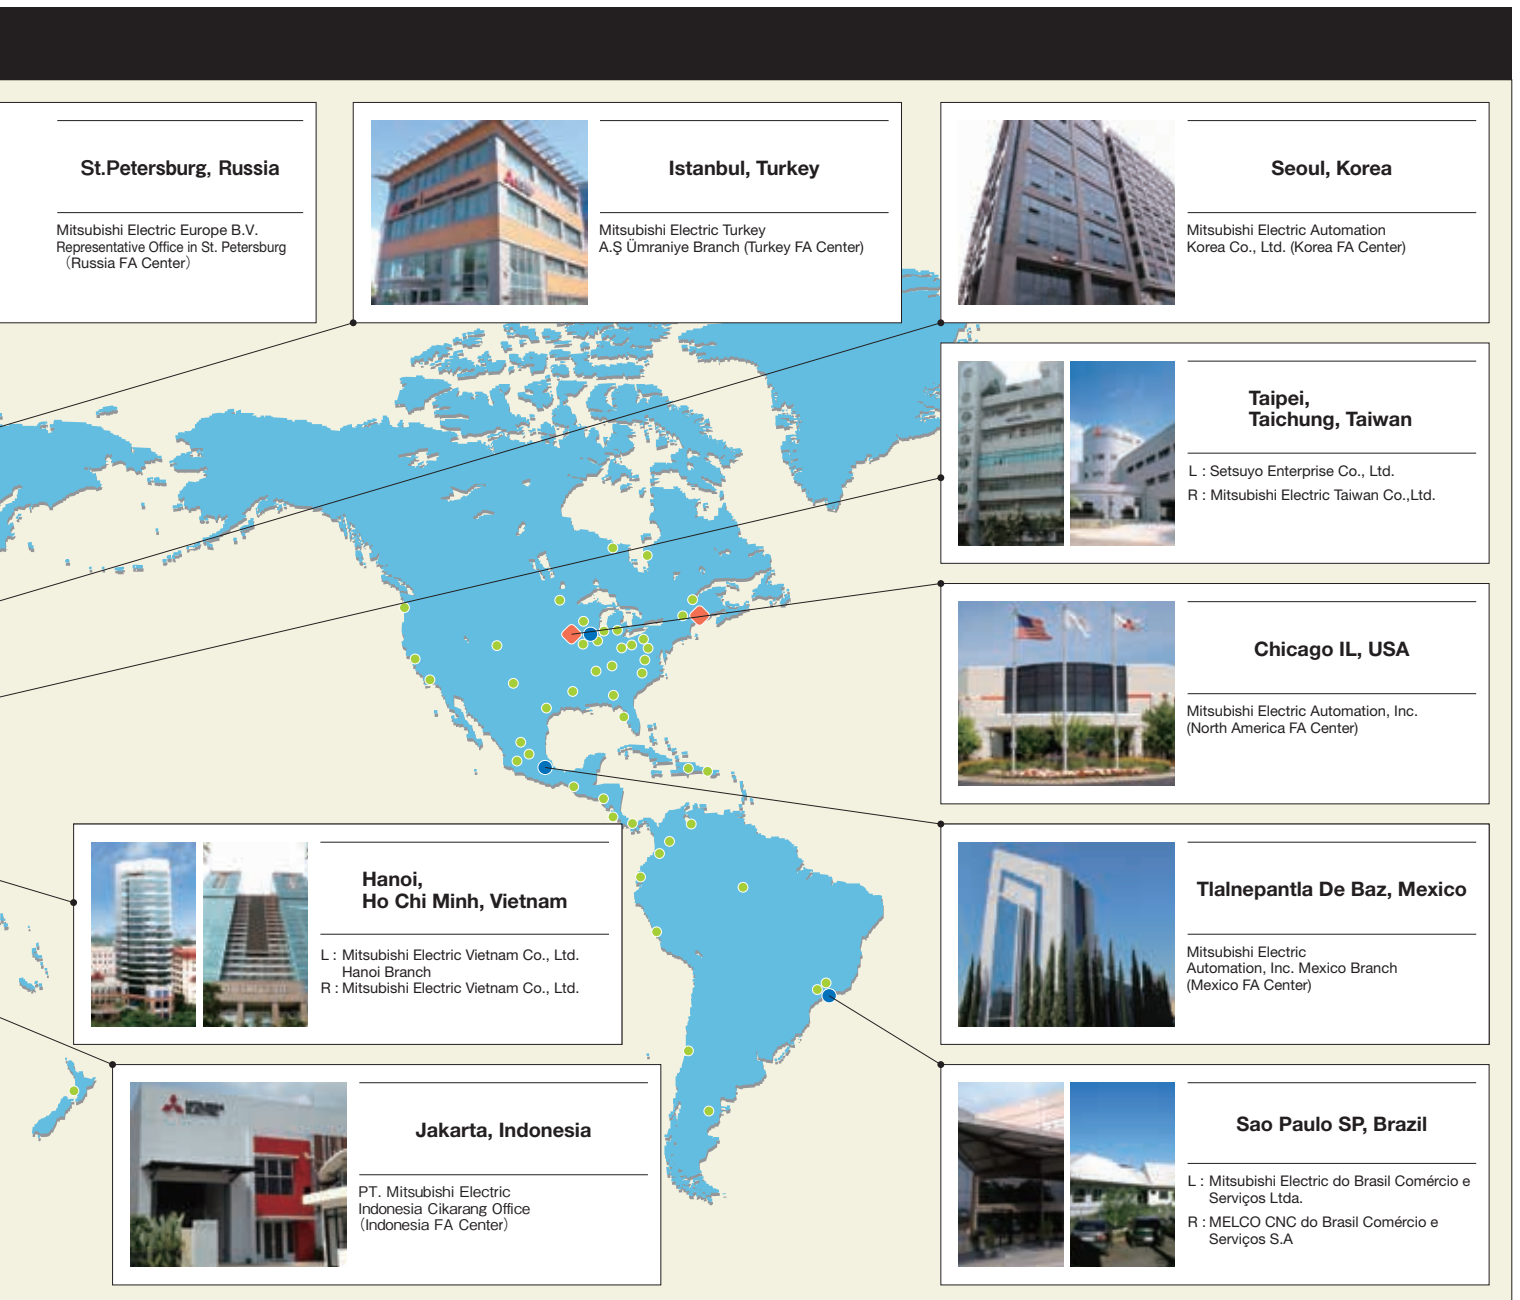 St.Petersburg, Russia
Mitsubishi Electric Europe B.V.
Representative Office in St. Petersburg
（Russia FA Center）
Istanbul, Turkey
Mitsubishi Electric Turkey
A.Ş Ümraniye Branch (Turkey FA Center)
Seoul, Korea
Mitsubishi Electric Automation
Korea Co., Ltd. (Korea FA Center)
Taipei,
Taichung, Taiwan
L : Setsuyo Enterprise Co., Ltd.
R : Mitsubishi Electric Taiwan Co.,Ltd.
Chicago IL, USA
Mitsubishi Electric Automation, Inc.
(North America FA Center)
Hanoi,
Ho Chi Minh, Vietnam
L : Mitsubishi Electric Vietnam Co., Ltd.
Hanoi Branch
R : Mitsubishi Electric Vietnam Co., Ltd.
Tlalnepantla De Baz, Mexico
Mitsubishi Electric
Automation, Inc. Mexico Branch
(Mexico FA Center)
Jakarta, Indonesia
PT. Mitsubishi Electric
Indonesia Cikarang Office
（Indonesia FA Center）
Sao Paulo SP, Brazil
L : Mitsubishi Electric do Brasil Comércio e
Serviços Ltda.
R : MELCO CNC do Brasil Comércio e
Serviços S.A